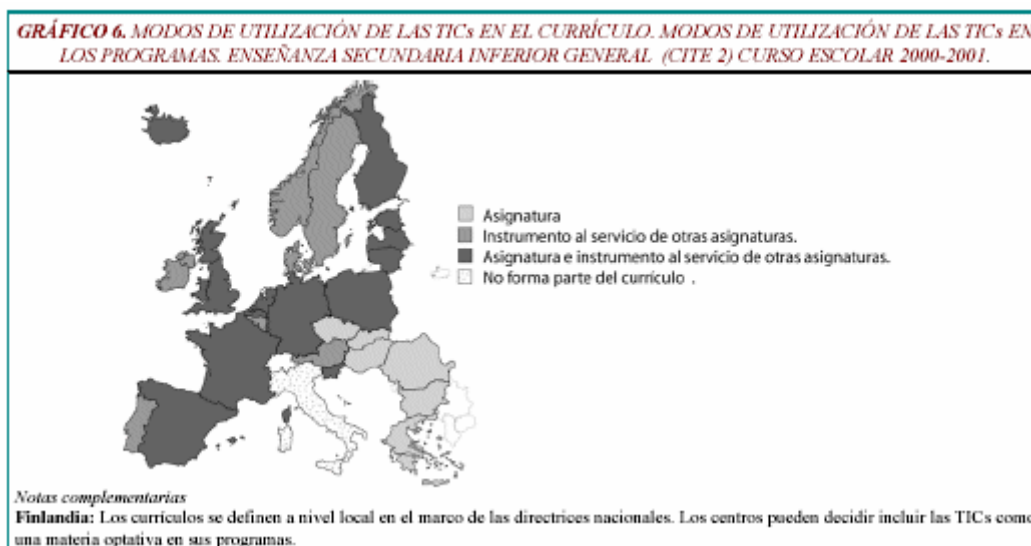 GRÁFICO 6. MODOS DE UTILIZACIÓN DE LAS TICs EN EL CURRÍCULO. MODOS DE UTILIZACIÓN DE LAS TICs EN
LOS PROGRAMAS. ENSEÑANZA SECUNDARIA INFERIOR GENERAL (CITE 2) CURSO ESCOLAR 2000-2001.
Asignatura
Instrumento al servicio de otras asignaturas.
Asignatura e instrumento al servicio de otras asignaturas.
No forma parte del currículo .
Notas complementarias
Finlandia: Los currículos se definen a nivel local en el marco de las directrices nacionales. Los centros pueden decidir incluir las TICs como
una materia optativa en sus programas.